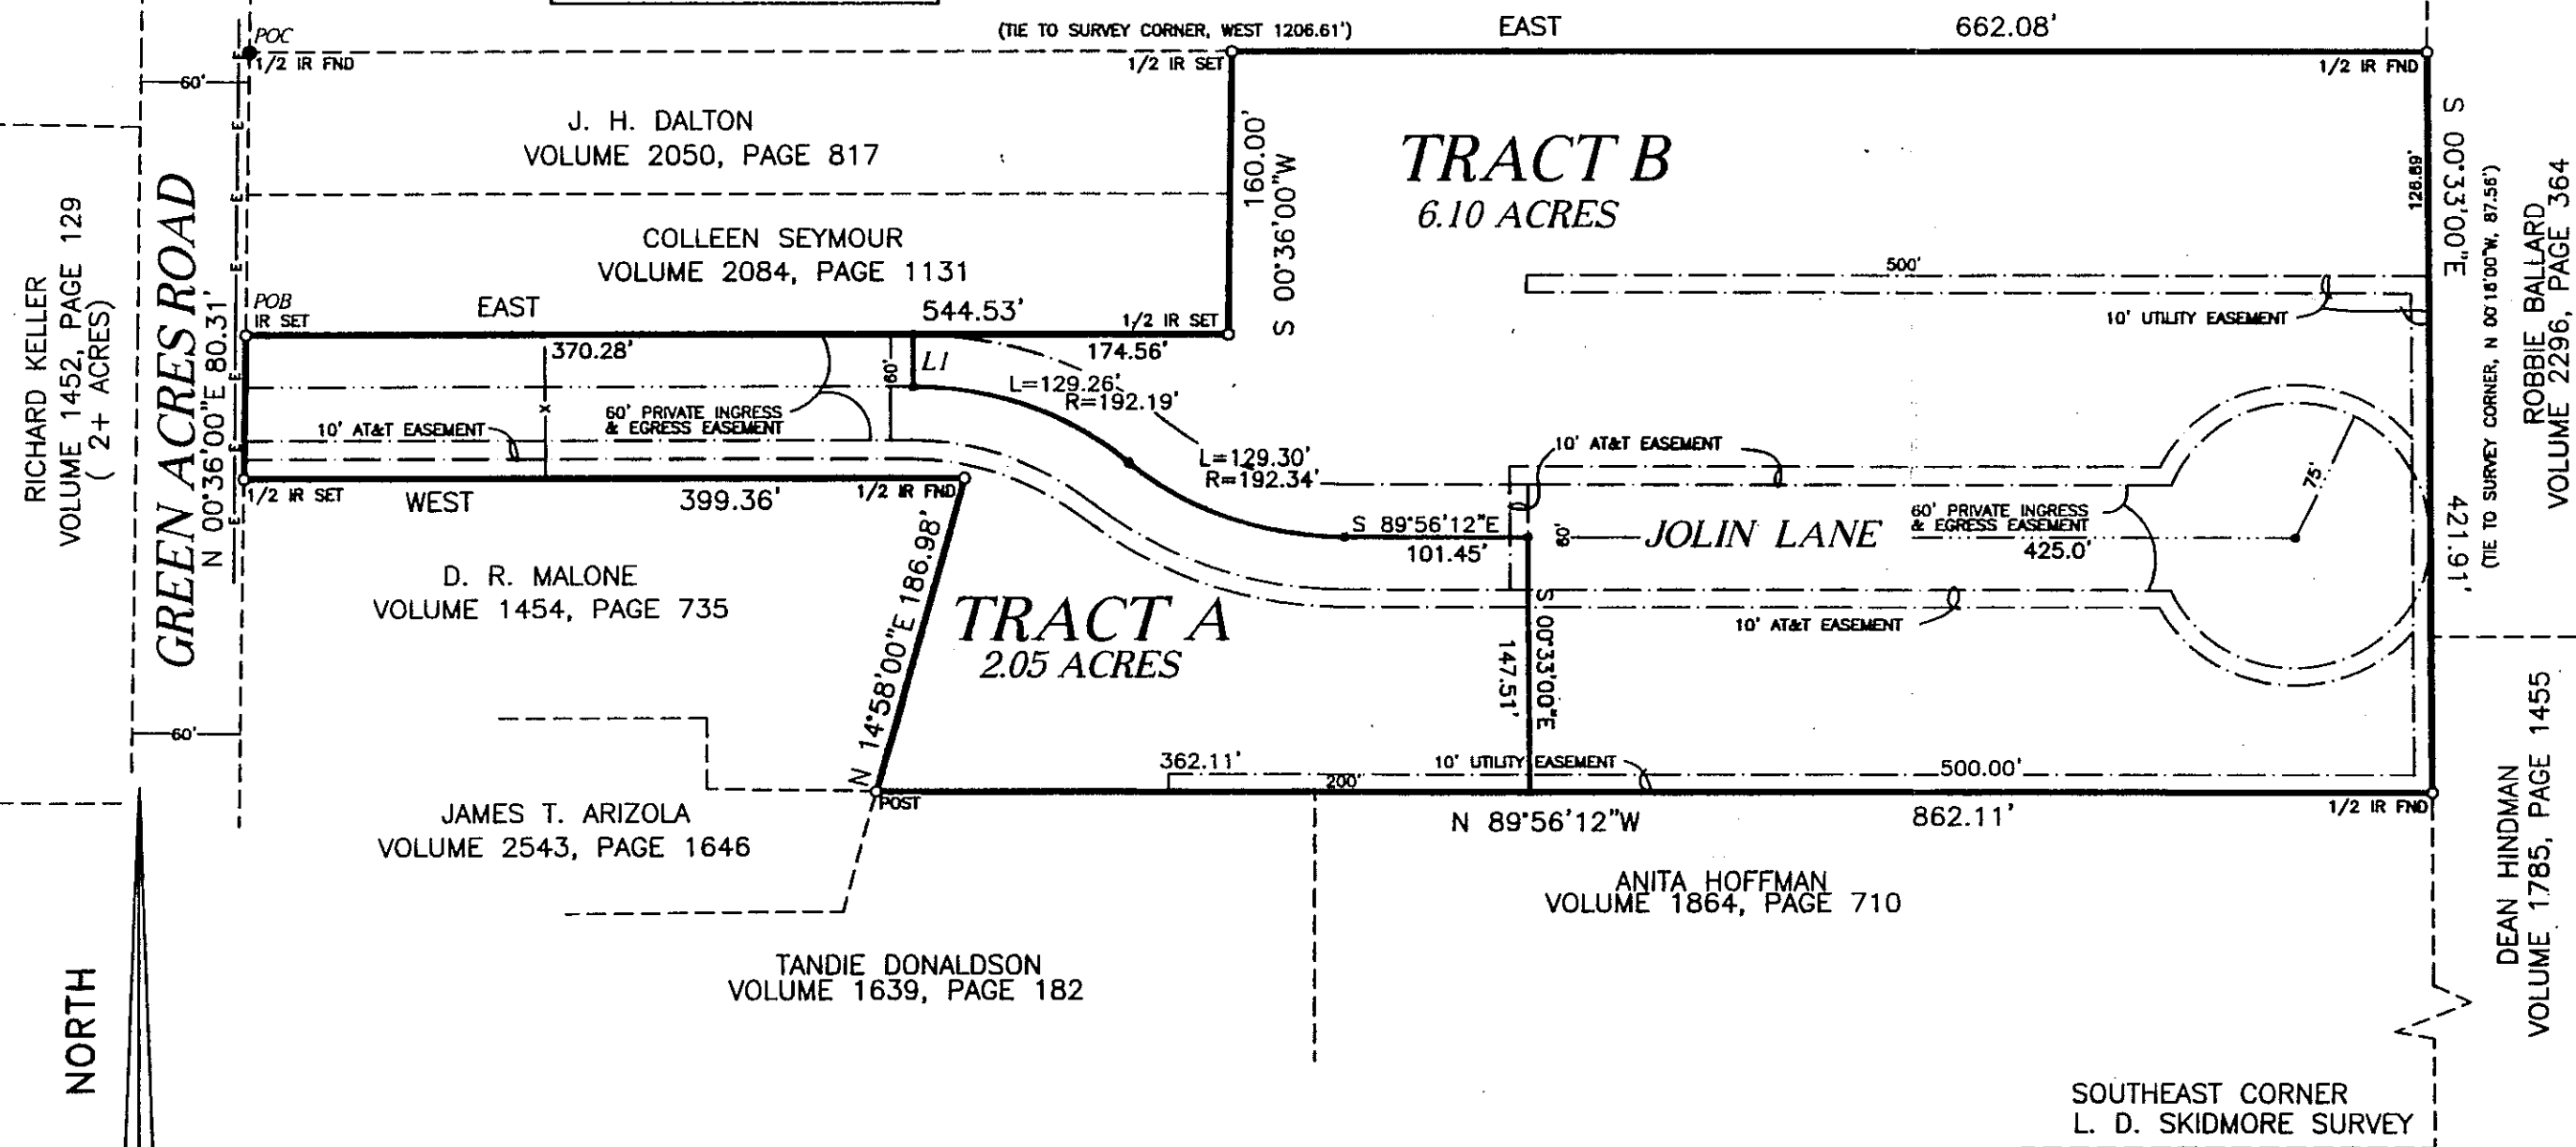 (TIE TO SURVEY CORNER, WEST 1206.61')
EAST
662.08'
POC
1/2 IR FND
1/2 IR SET
1/2 IR FND
60'
E
J. H. DALTON
VOLUME 2050, PAGE 817
160.00'
S 00°36'00"W
TRACT B
6.10 ACRES
126.69'
S 00°33'00"E
(TIE TO SURVEY CORNER, N 00°16'00"W, 87.56')
ROBBIE BALLARD
VOLUME 2296, PAGE 364
RICHARD KELLER
VOLUME 1452, PAGE 129
( 2+ ACRES)
GREEN ACRES ROAD
N 00°36'00"E 80.31'
E
E
E
E
E
E
COLLEEN SEYMOUR
VOLUME 2084, PAGE 1131
500'
10' UTILITY EASEMENT
POB
IR SET
EAST
544.53'
1/2 IR SET
370.28'
174.56'
60'
L1
L=129.26'
R=192.19'
X
60' PRIVATE INGRESS
& EGRESS EASEMENT
10' AT&T EASEMENT
L=129.30'
R=192.34'
10' AT&T EASEMENT
75'
1/2 IR SET
WEST
399.36'
1/2 IR FND
S 89°56'12"E
101.45'
60'
JOLIN LANE
60' PRIVATE INGRESS
& EGRESS EASEMENT
425.0'
421.91'
D. R. MALONE
VOLUME 1454, PAGE 735
N 14°58'00"E 186.98'
TRACT A
2.05 ACRES
147.51'
S 00°33'00"E
10' AT&T EASEMENT
60'
362.11'
200'
10' UTILITY EASEMENT
500.00'
POST
1/2 IR FND
N 89°56'12"W
862.11'
JAMES T. ARIZOLA
VOLUME 2543, PAGE 1646
DEAN HINDMAN
VOLUME 1785, PAGE 1455
ANITA HOFFMAN
VOLUME 1864, PAGE 710
TANDIE DONALDSON
VOLUME 1639, PAGE 182
NORTH
SOUTHEAST CORNER
L. D. SKIDMORE SURVEY